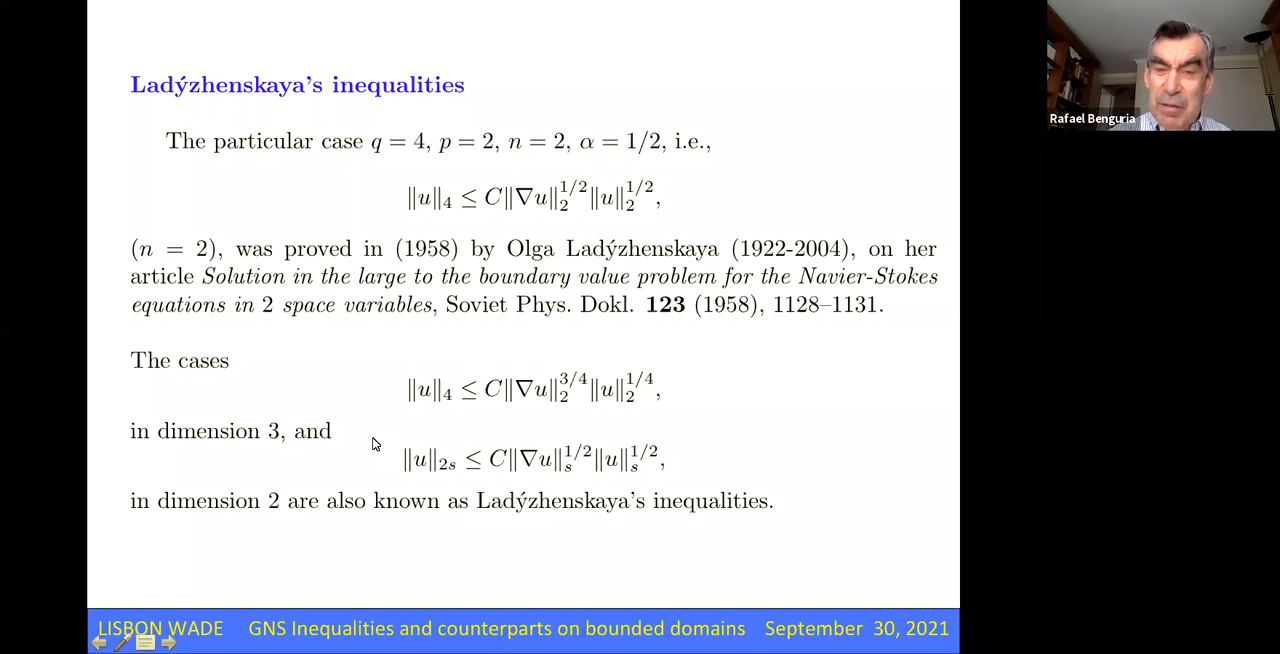 Ladýzhenskaya's inequalities
The particular case q = 4, p = 2, n = 2, α = 1/2, i.e.,
‖u‖₄ ≤ C‖∇u‖₂^{1/2}‖u‖₂^{1/2},
(n = 2), was proved in (1958) by Olga Ladýzhenskaya (1922-2004), on her
article Solution in the large to the boundary value problem for the Navier-Stokes
equations in 2 space variables, Soviet Phys. Dokl. 123 (1958), 1128–1131.
The cases
‖u‖₄ ≤ C‖∇u‖₂^{3/4}‖u‖₂^{1/4},
in dimension 3, and
‖u‖_{2s} ≤ C‖∇u‖_s^{1/2}‖u‖_s^{1/2},
in dimension 2 are also known as Ladýzhenskaya's inequalities.
LISBON WADE GNS Inequalities and counterparts on bounded domains September 30, 2021
Rafael Benguria